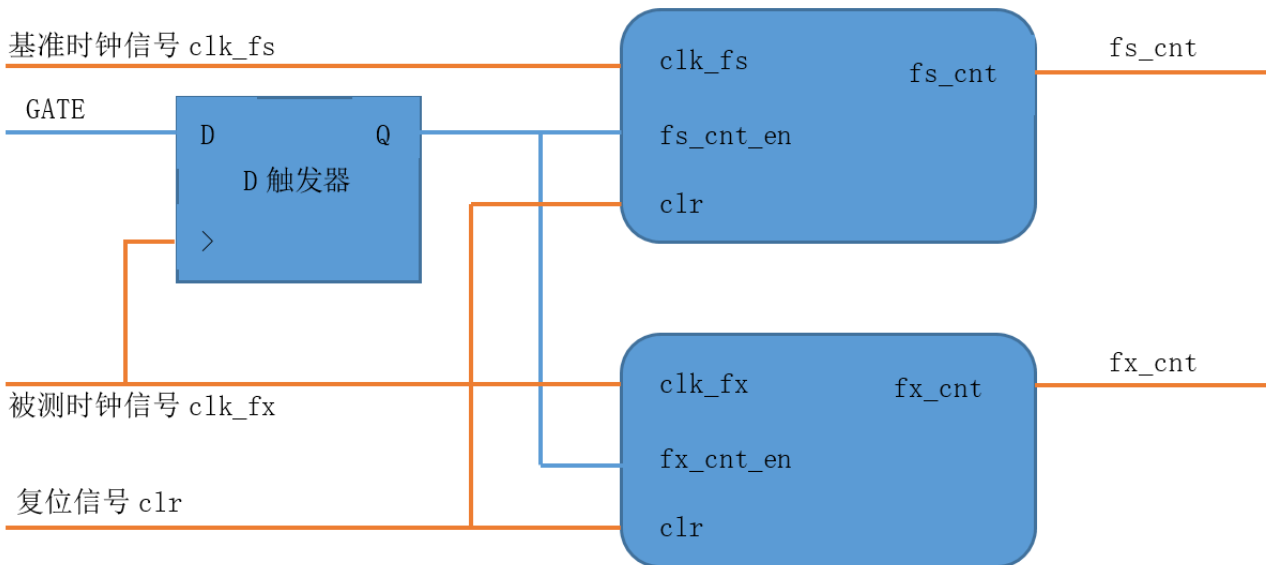 基准时钟信号 clk_fs
GATE
D
Q
D 触发器
>
被测时钟信号 clk_fx
复位信号 clr
clk_fs
fs_cnt
fs_cnt_en
clr
fs_cnt
clk_fx
fx_cnt
fx_cnt_en
clr
fx_cnt